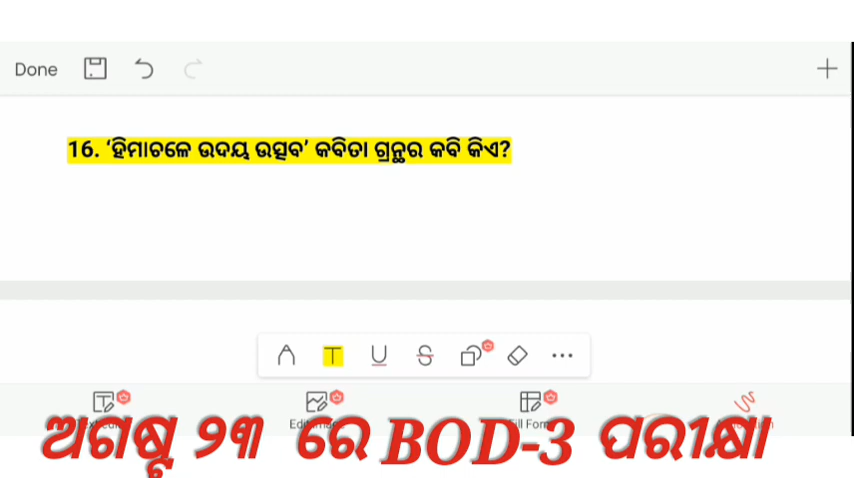 Done
16. ‘ହିମାଚଳେ ଉଦୟ ଉତ୍ସବ’ କବିତା ଗ୍ରନ୍ଥର କବି କିଏ?
ଅଗଷ୍ଟ ୨୩ ରେ BOD-3 ପରୀକ୍ଷା